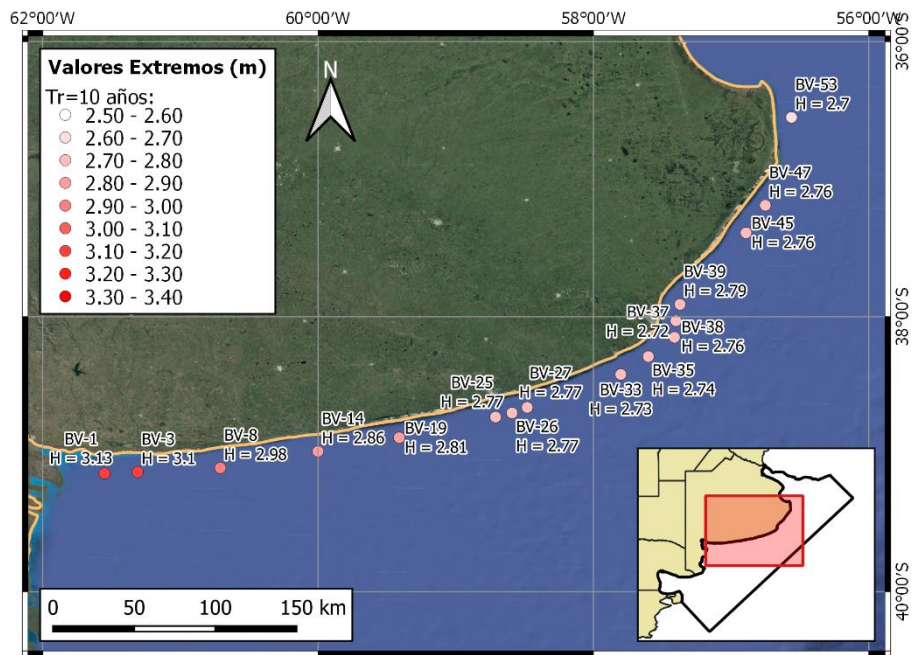 62°00'W 60°00'W 58°00'W 56°00'W
36°00'S
38°00'S
40°00'S
Valores Extremos (m)
Tr=10 años:
2.50 - 2.60
2.60 - 2.70
2.70 - 2.80
2.80 - 2.90
2.90 - 3.00
3.00 - 3.10
3.10 - 3.20
3.20 - 3.30
3.30 - 3.40
N
BV-53
H = 2.7
BV-47
H = 2.76
BV-45
H = 2.76
BV-39
H = 2.79
BV-37
H = 2.72
BV-38
H = 2.76
BV-35
H = 2.74
BV-33
H = 2.73
BV-27
H = 2.77
BV-25
H = 2.77
BV-26
H = 2.77
BV-19
H = 2.81
BV-14
H = 2.86
BV-8
H = 2.98
BV-3
H = 3.1
BV-1
H = 3.13
0 50 100 150 km